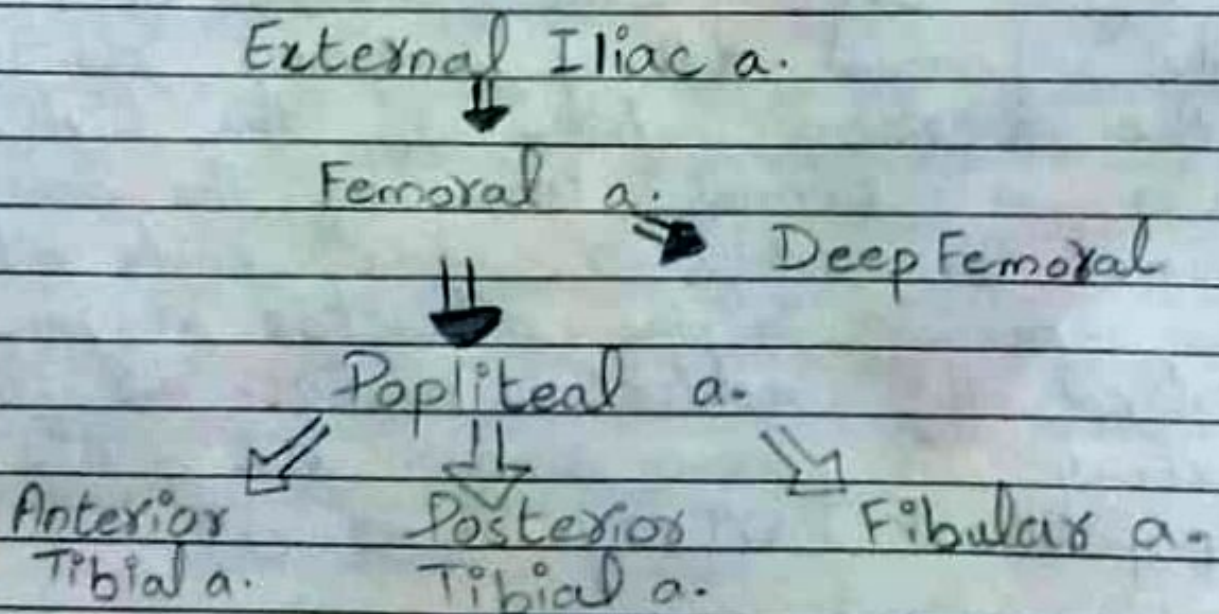 External Iliac a.
Femoral a.
Deep Femoral
Popliteal a.
Anterior Posterior Fibular a.
Tibial a. Tibial a.